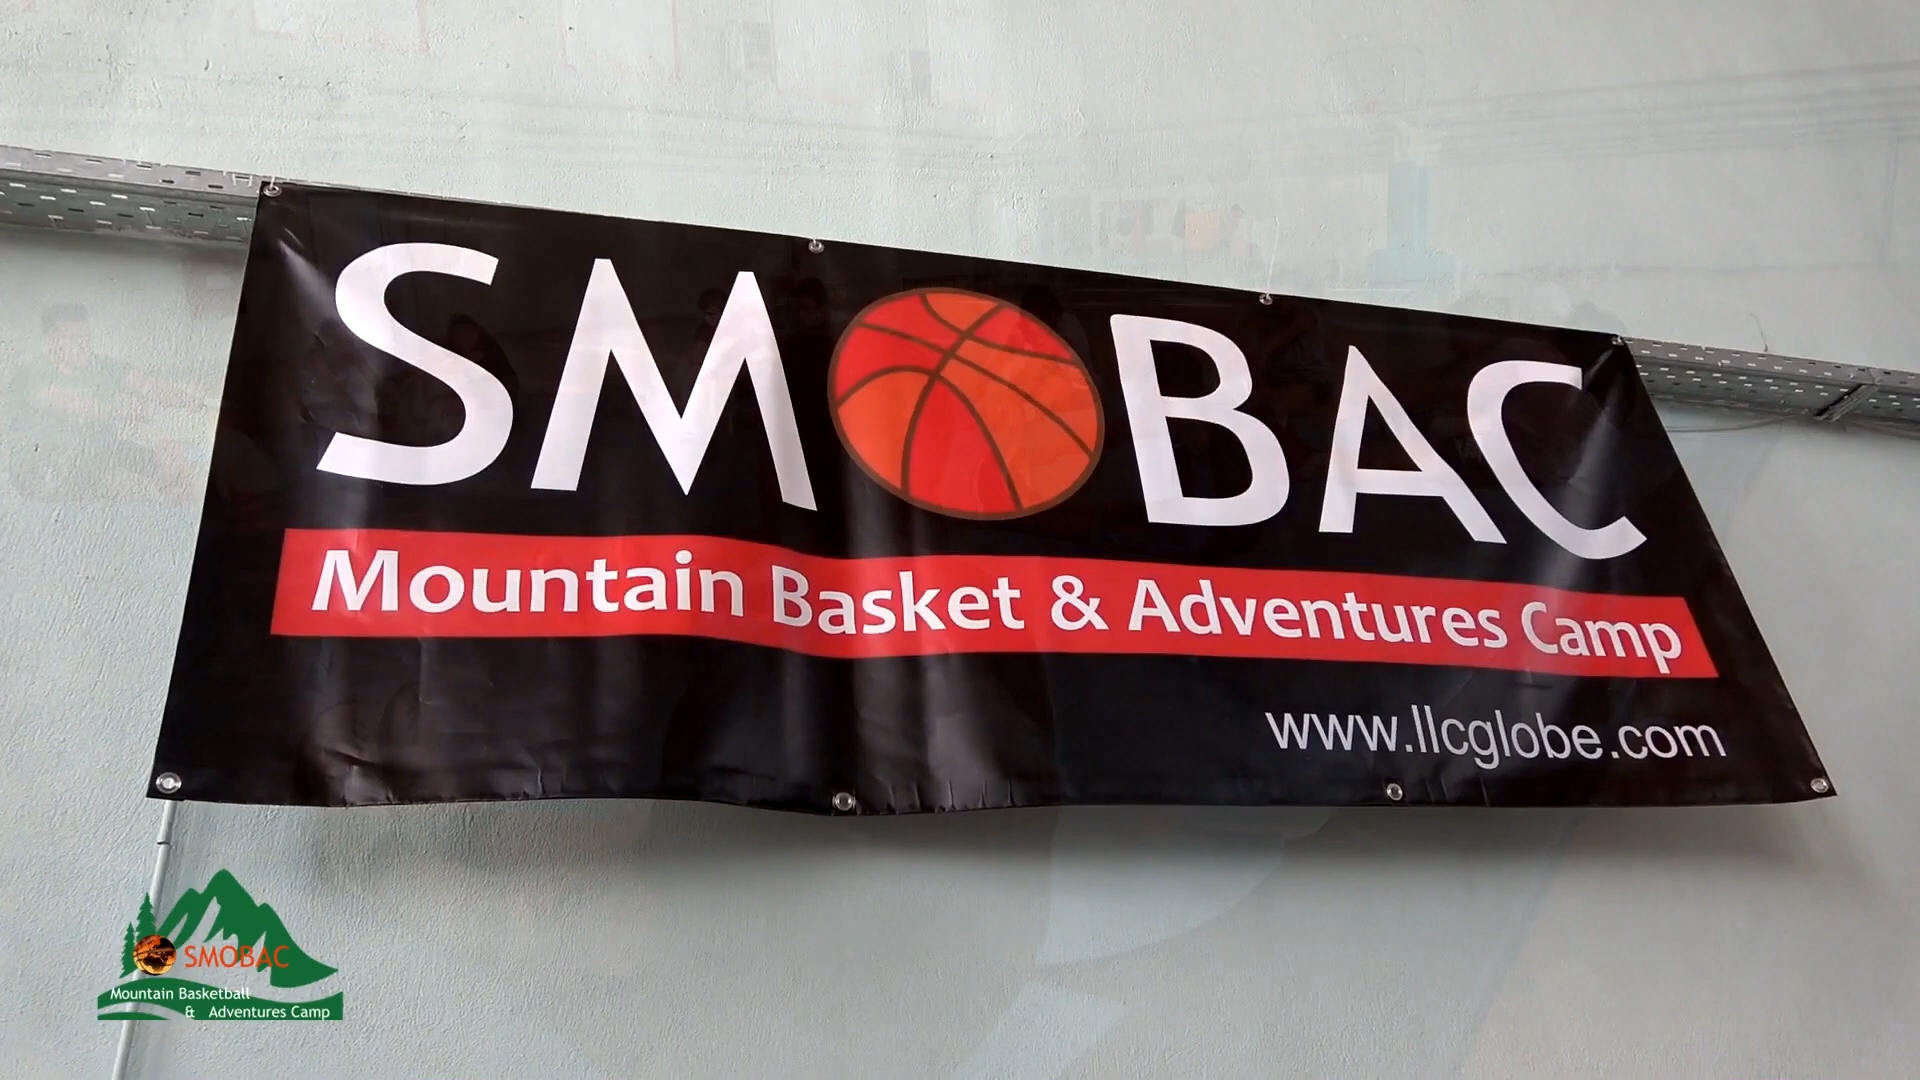 SMOBAC
Mountain Basket & Adventures Camp
www.llcglobe.com
SMOBAC
Mountain Basketball
& Adventures Camp